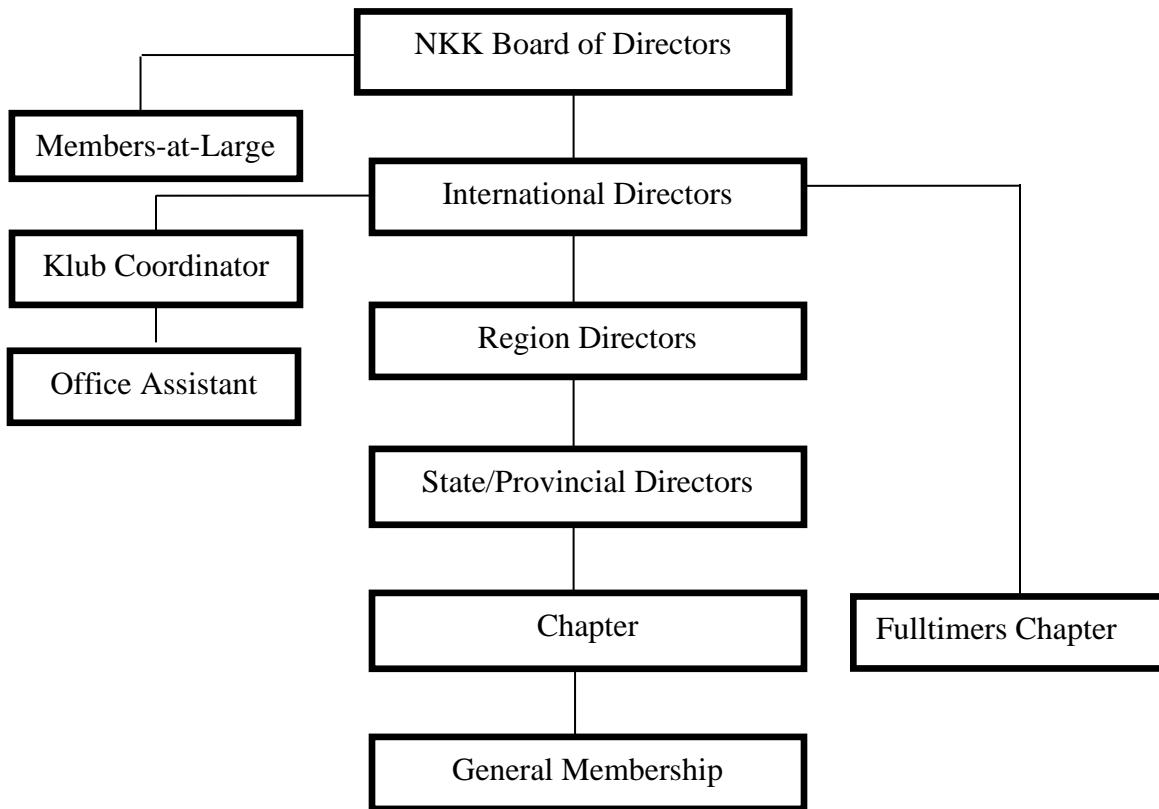 NKK Board of Directors
Members-at-Large
International Directors
Klub Coordinator
Region Directors
Office Assistant
State/Provincial Directors
Chapter
Fulltimers Chapter
General Membership